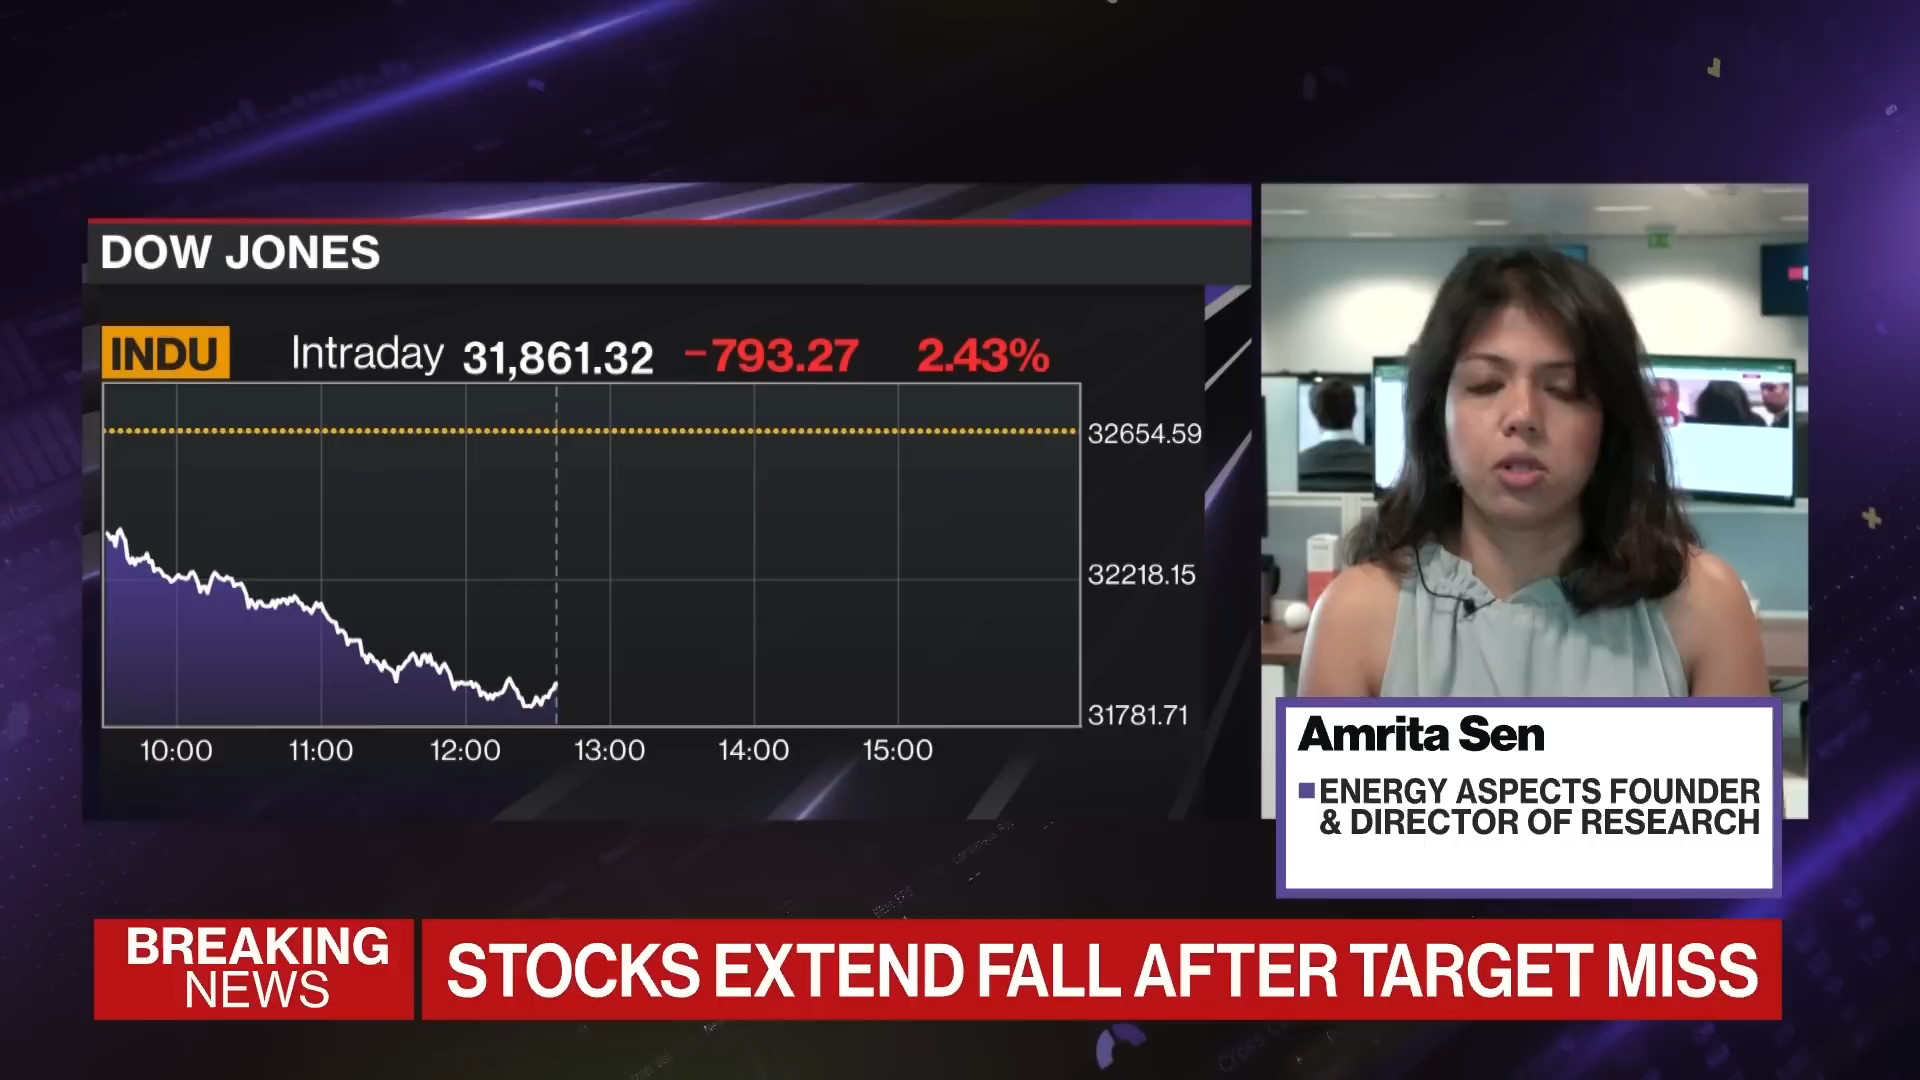 DOW JONES
INDU Intraday 31,861.32 -793.27 2.43%
32654.59
32218.15
31781.71
10:00 11:00 12:00 13:00 14:00 15:00
Amrita Sen
ENERGY ASPECTS FOUNDER
& DIRECTOR OF RESEARCH
BREAKING
NEWS
STOCKS EXTEND FALL AFTER TARGET MISS